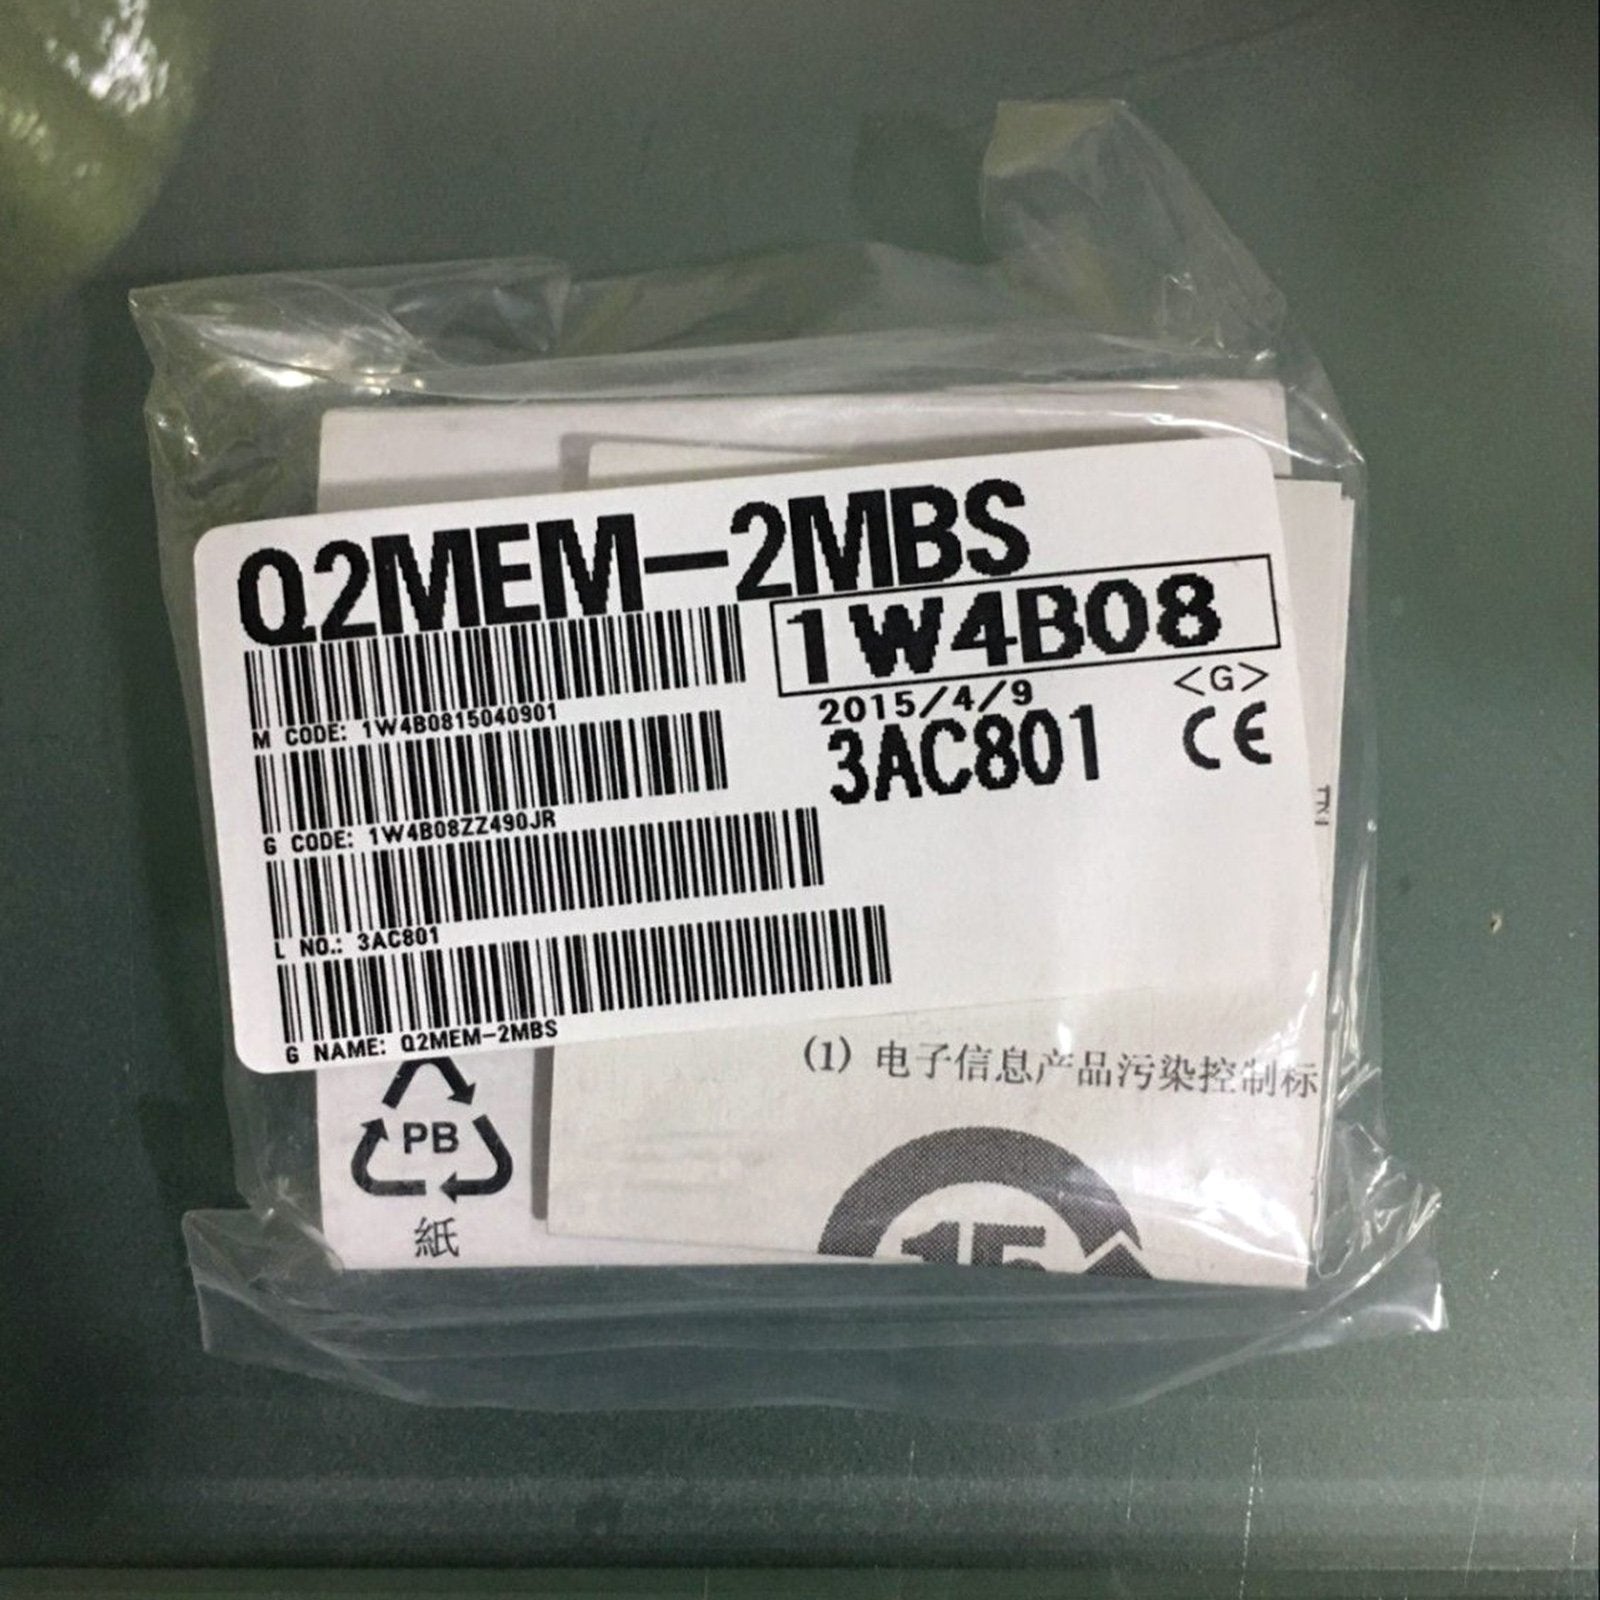 Q2MEM-2MBS
1W4B08
M CODE: 1W4B0815040901
2015/4/9
<G>
3AC801
CE
G CODE: 1W4B08ZZ490JR
L NO.: 3AC801
G NAME: Q2MEM-2MBS
(1) 电子信息产品污染控制标
PB
紙
15